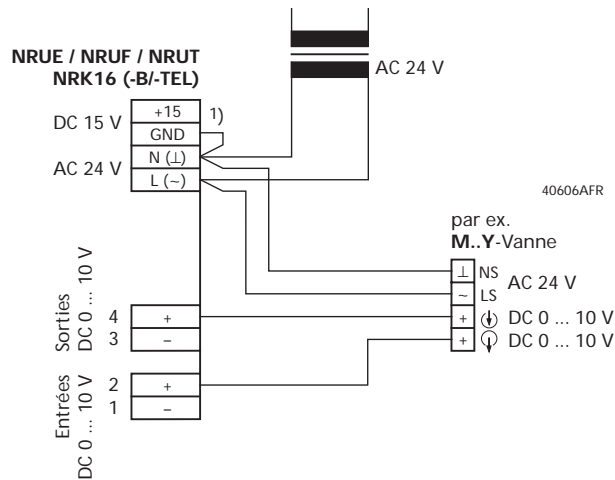 NRUE / NRUF / NRUT
NRK16 (-B/-TEL)
AC 24 V
DC 15 V
+15
1)
GND
AC 24 V
N (⊥)
L (~)
40606AFR
par ex.
M..Y-Vanne
⊥ NS
AC 24 V
~ LS
Sorties
DC 0 ... 10 V
4 +
3 –
+ DC 0 ... 10 V
+ DC 0 ... 10 V
Entrées
DC 0 ... 10 V
2 +
1 –